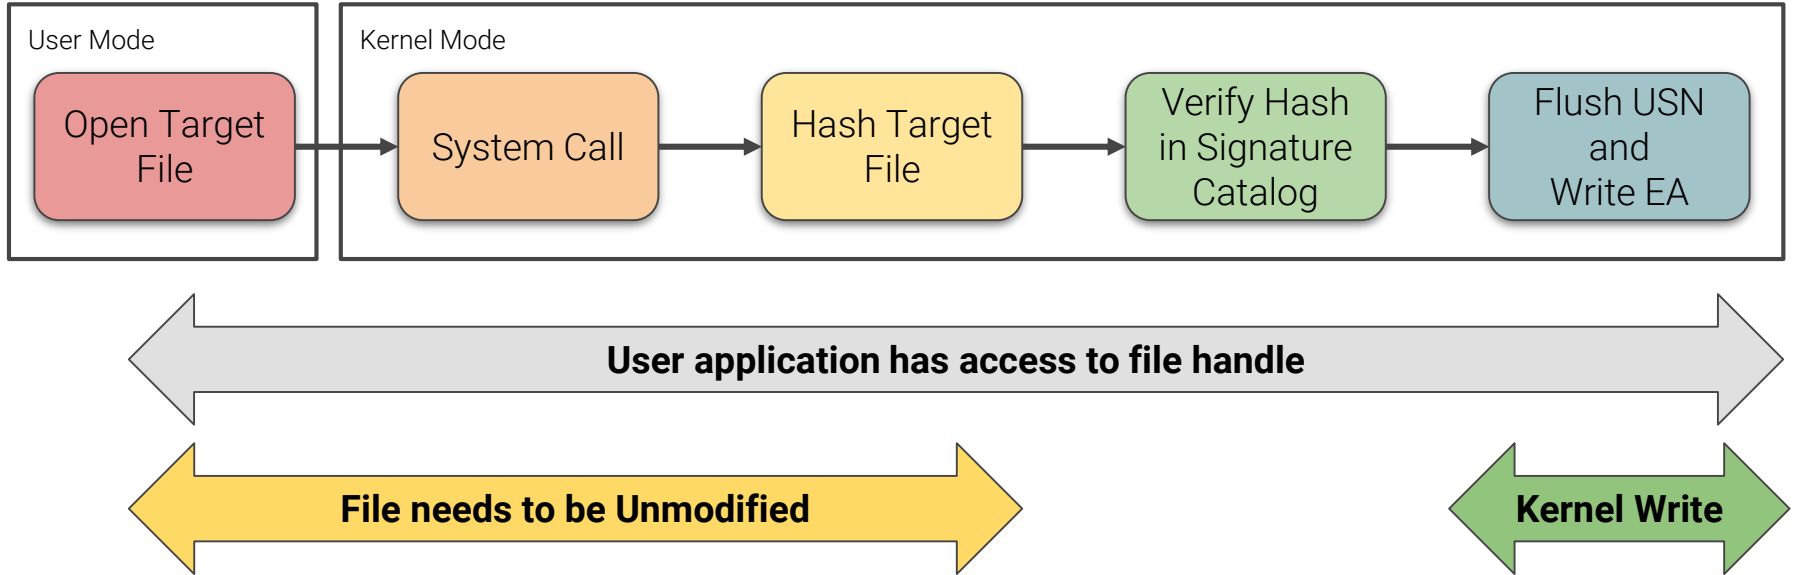 User Mode
Kernel Mode
Open Target
File
System Call
Hash Target
File
Verify Hash
in Signature
Catalog
Flush USN
and
Write EA
User application has access to file handle
File needs to be Unmodified
Kernel Write